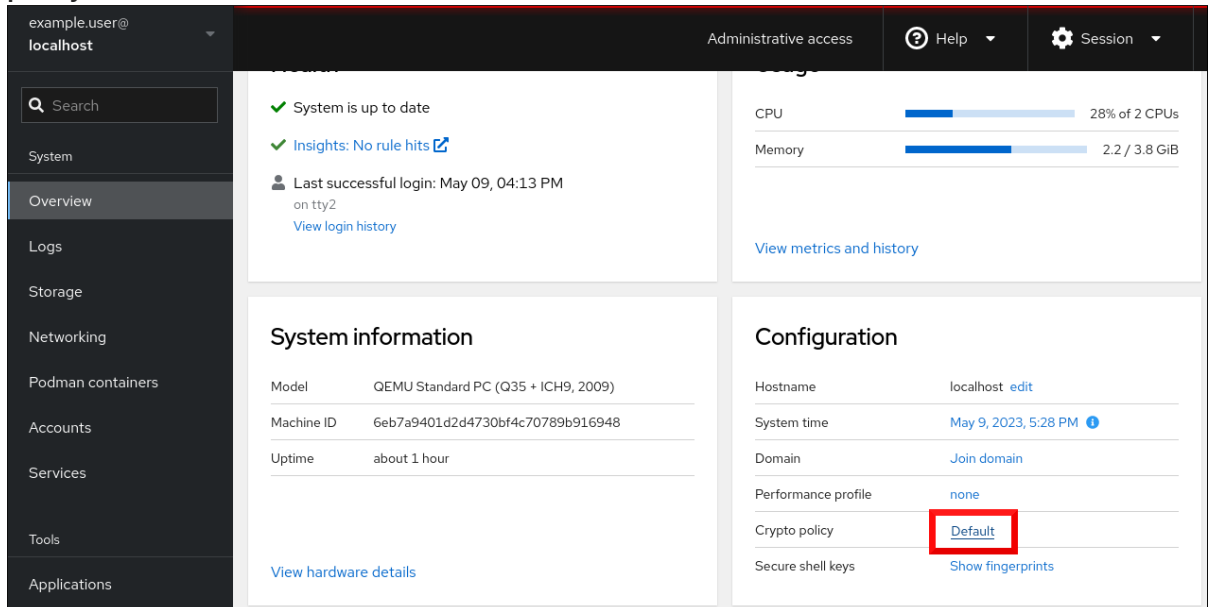 example.user@
localhost
Administrative access
Help
Session
Search
System
Overview
Logs
Storage
Networking
Podman containers
Accounts
Services
Tools
Applications
Health
System is up to date
Insights: No rule hits
Last successful login: May 09, 04:13 PM
on tty2
View login history
Usage
CPU 28% of 2 CPUs
Memory 2.2 / 3.8 GiB
View metrics and history
System information
Model QEMU Standard PC (Q35 + ICH9, 2009)
Machine ID 6eb7a9401d2d4730bf4c70789b916948
Uptime about 1 hour
View hardware details
Configuration
Hostname localhost edit
System time May 9, 2023, 5:28 PM
Domain Join domain
Performance profile none
Crypto policy Default
Secure shell keys Show fingerprints